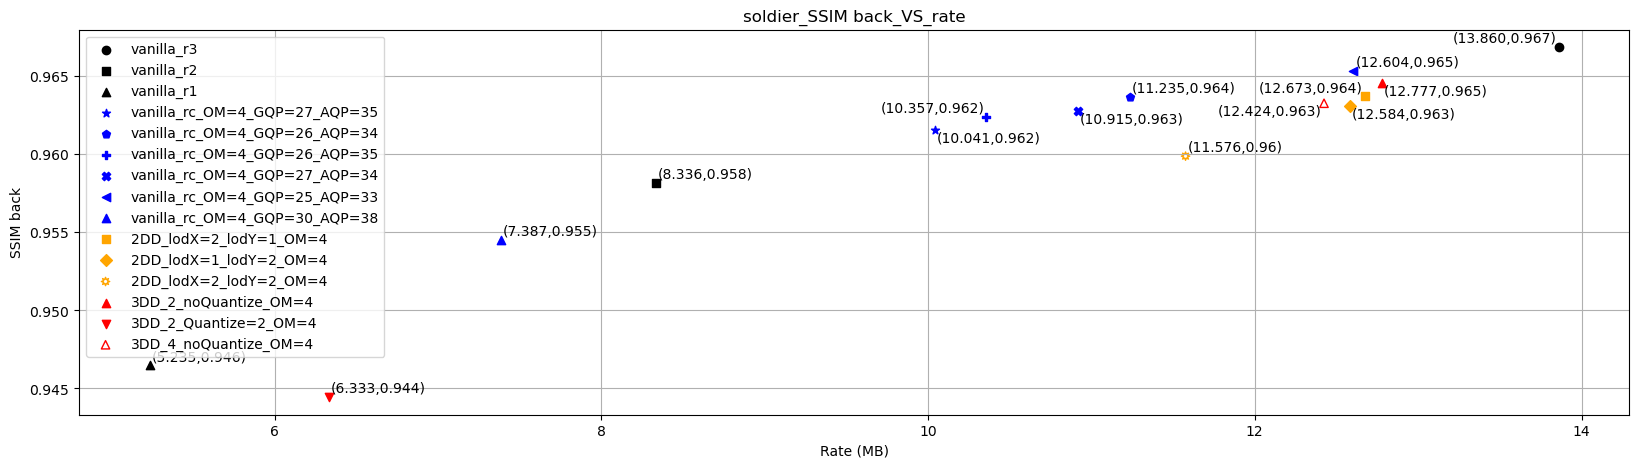 soldier_SSIM back_VS_rate
SSIM back
0.965
0.960
0.955
0.950
0.945
vanilla_r3
vanilla_r2
vanilla_r1
vanilla_rc_OM=4_GQP=27_AQP=35
vanilla_rc_OM=4_GQP=26_AQP=34
vanilla_rc_OM=4_GQP=26_AQP=35
vanilla_rc_OM=4_GQP=27_AQP=34
vanilla_rc_OM=4_GQP=25_AQP=33
vanilla_rc_OM=4_GQP=30_AQP=38
2DD_lodX=2_lodY=1_OM=4
2DD_lodX=1_lodY=2_OM=4
2DD_lodX=2_lodY=2_OM=4
3DD_2_noQuantize_OM=4
3DD_2_Quantize=2_OM=4
3DD_4_noQuantize_OM=4
(13.860,0.967)
(12.604,0.965)
(11.235,0.964)
(12.673,0.964)
(12.777,0.965)
(10.357,0.962)
(12.424,0.963)
(12.584,0.963)
(10.915,0.963)
(10.041,0.962)
(11.576,0.96)
(8.336,0.958)
(7.387,0.955)
(5.235,0.946)
(6.333,0.944)
6
8
10
12
14
Rate (MB)